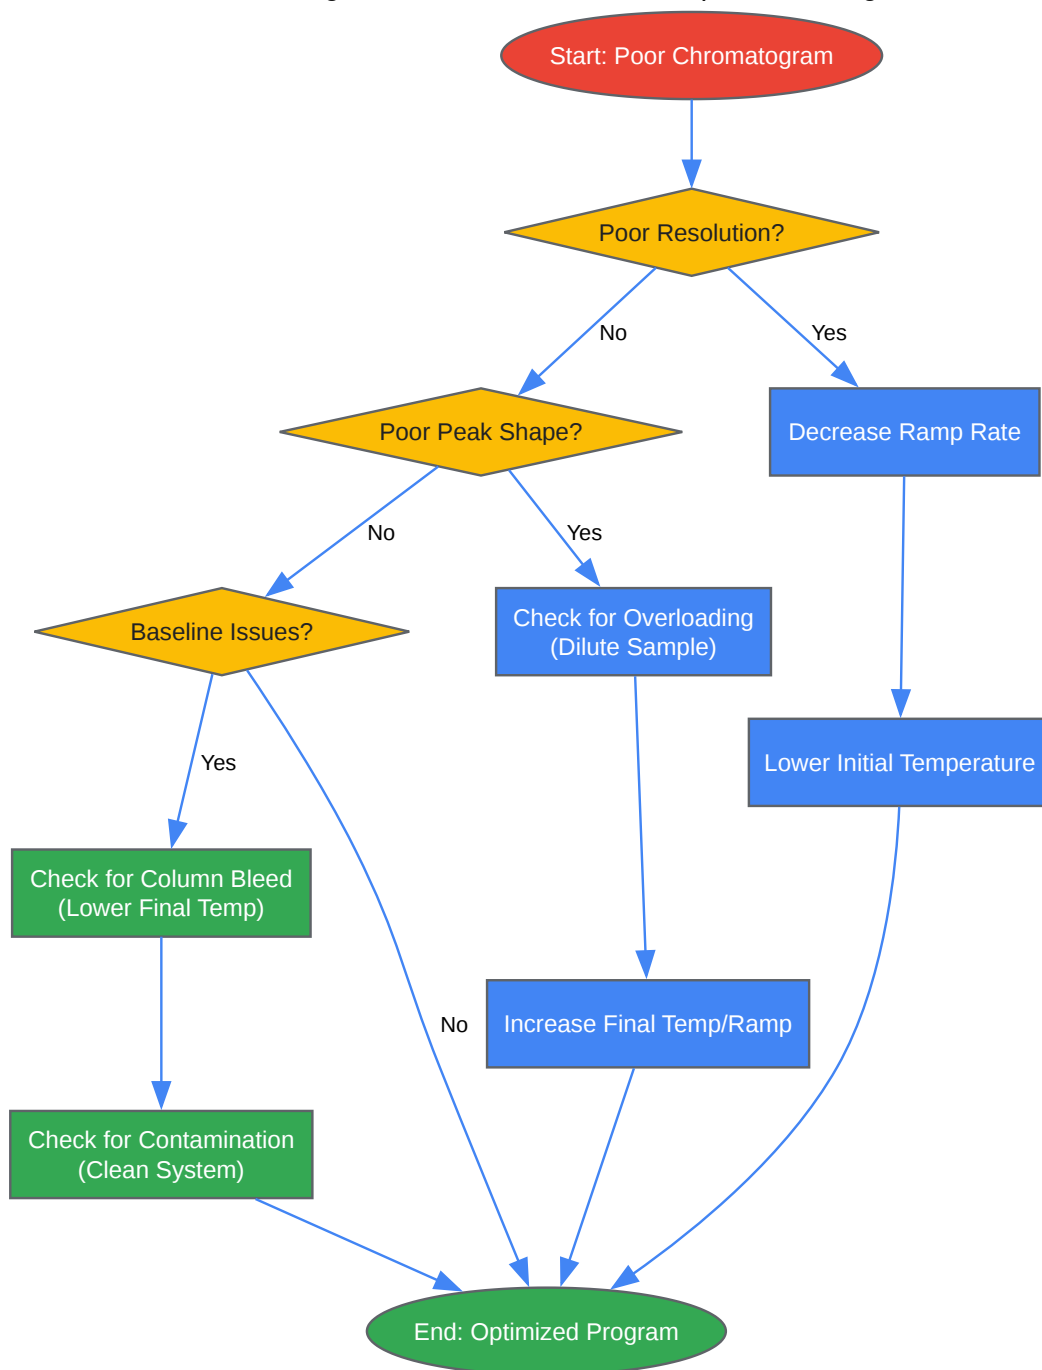 Start: Poor Chromatogram
Poor Resolution?
No
Yes
Poor Peak Shape?
Decrease Ramp Rate
No
Yes
Baseline Issues?
Check for Overloading
(Dilute Sample)
Yes
Lower Initial Temperature
Check for Column Bleed
(Lower Final Temp)
No
Increase Final Temp/Ramp
Check for Contamination
(Clean System)
End: Optimized Program